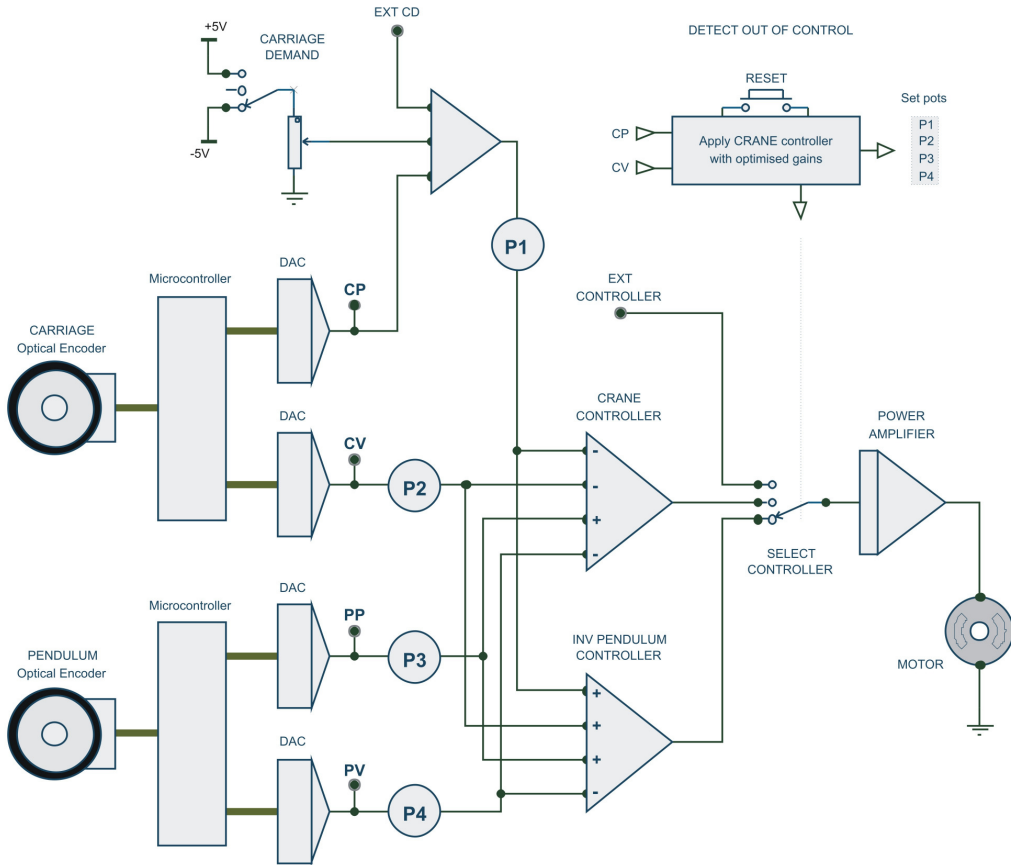 EXT CD
+5V
CARRIAGE
DEMAND
-5V
DETECT OUT OF CONTROL
RESET
Set pots
CP
CV
Apply CRANE controller
with optimised gains
P1
P2
P3
P4
P1
DAC
Microcontroller
CP
CARRIAGE
Optical Encoder
EXT
CONTROLLER
DAC
CV
P2
CRANE
CONTROLLER
-
-
+
-
POWER
AMPLIFIER
SELECT
CONTROLLER
DAC
Microcontroller
PP
P3
PENDULUM
Optical Encoder
INV PENDULUM
CONTROLLER
+
+
+
-
MOTOR
DAC
PV
P4